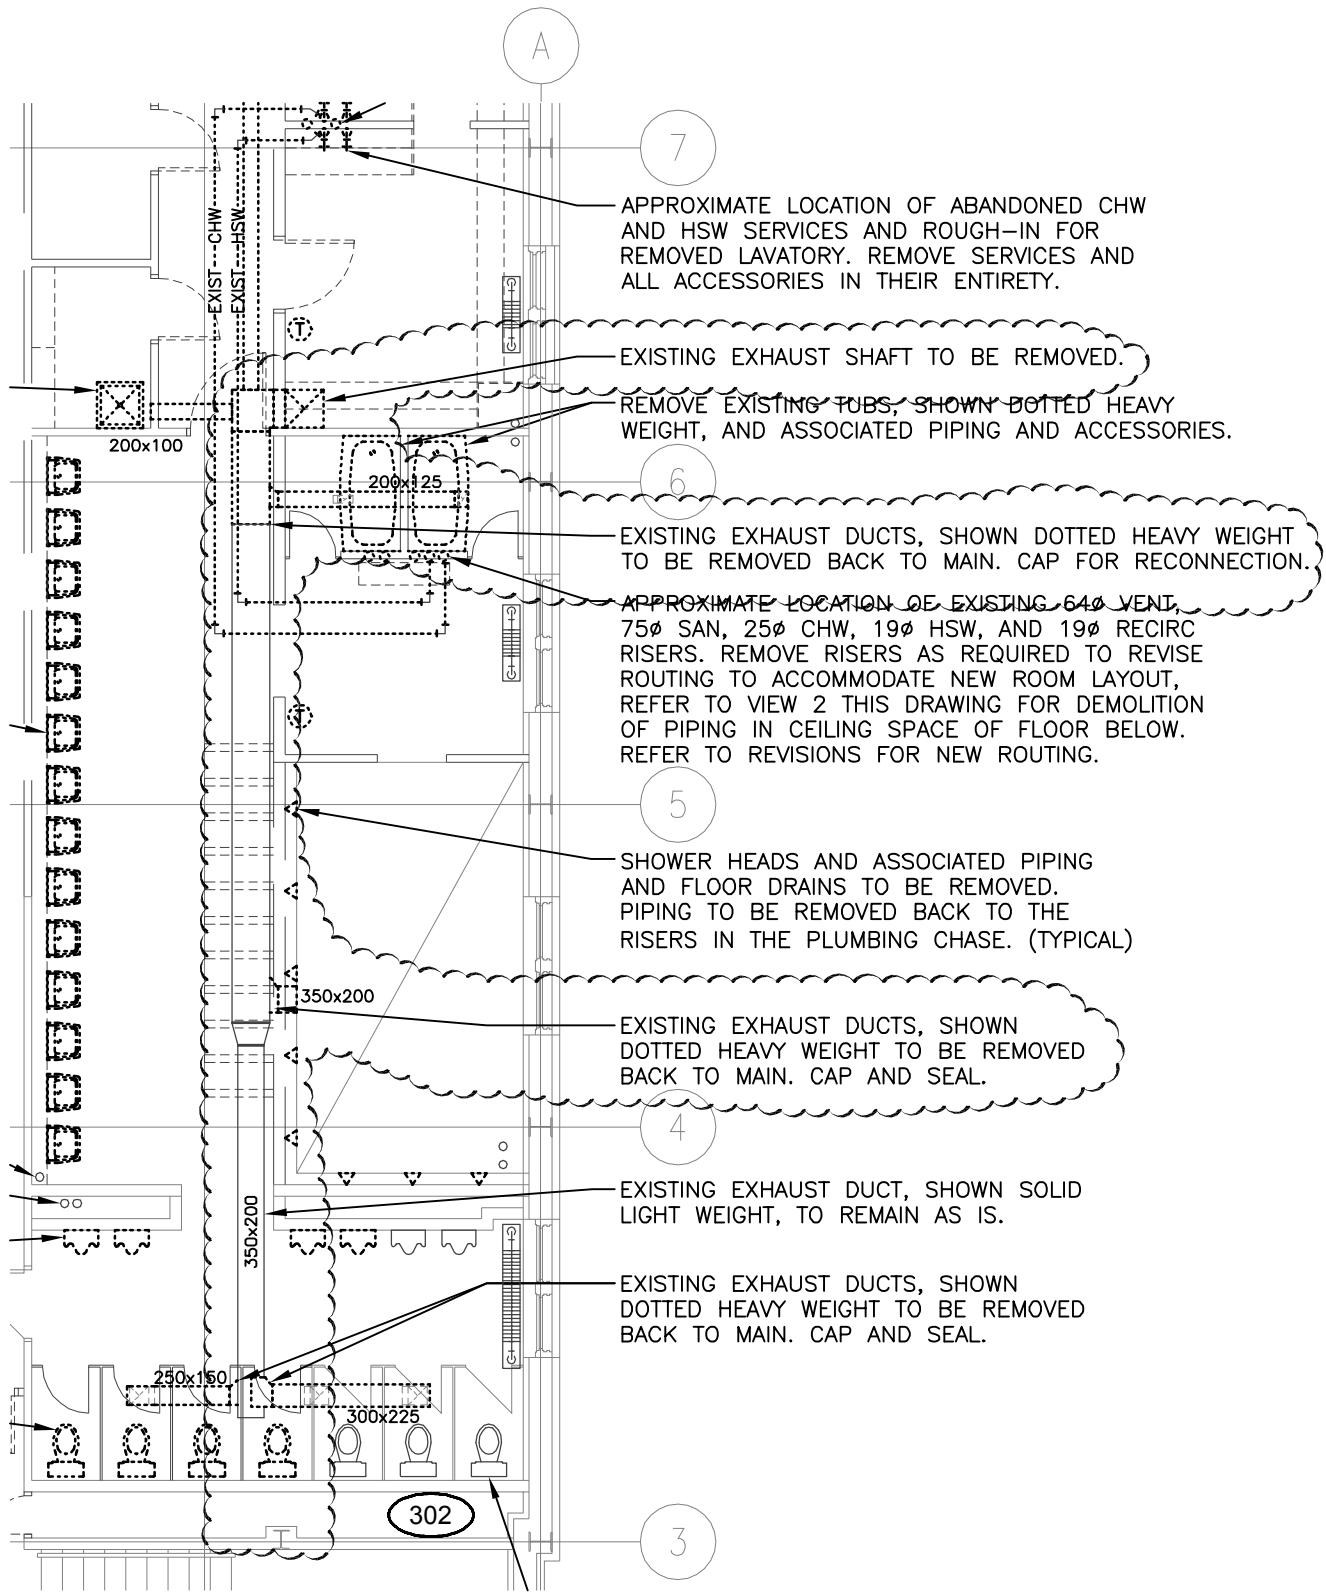 A
7
APPROXIMATE LOCATION OF ABANDONED CHW
AND HSW SERVICES AND ROUGH-IN FOR
REMOVED LAVATORY. REMOVE SERVICES AND
ALL ACCESSORIES IN THEIR ENTIRETY.
EXIST CHW
EXIST HSW
T
EXISTING EXHAUST SHAFT TO BE REMOVED.
REMOVE EXISTING TUBS, SHOWN DOTTED HEAVY
WEIGHT, AND ASSOCIATED PIPING AND ACCESSORIES.
200x100
6
200x125
EXISTING EXHAUST DUCTS, SHOWN DOTTED HEAVY WEIGHT
TO BE REMOVED BACK TO MAIN. CAP FOR RECONNECTION.
APPROXIMATE LOCATION OF EXISTING 64ø VENT,
75ø SAN, 25ø CHW, 19ø HSW, AND 19ø RECIRC
RISERS. REMOVE RISERS AS REQUIRED TO REVISE
ROUTING TO ACCOMMODATE NEW ROOM LAYOUT,
REFER TO VIEW 2 THIS DRAWING FOR DEMOLITION
OF PIPING IN CEILING SPACE OF FLOOR BELOW.
REFER TO REVISIONS FOR NEW ROUTING.
T
5
SHOWER HEADS AND ASSOCIATED PIPING
AND FLOOR DRAINS TO BE REMOVED.
PIPING TO BE REMOVED BACK TO THE
RISERS IN THE PLUMBING CHASE. (TYPICAL)
350x200
EXISTING EXHAUST DUCTS, SHOWN
DOTTED HEAVY WEIGHT TO BE REMOVED
BACK TO MAIN. CAP AND SEAL.
4
EXISTING EXHAUST DUCT, SHOWN SOLID
LIGHT WEIGHT, TO REMAIN AS IS.
350x200
EXISTING EXHAUST DUCTS, SHOWN
DOTTED HEAVY WEIGHT TO BE REMOVED
BACK TO MAIN. CAP AND SEAL.
250x150
300x225
302
3